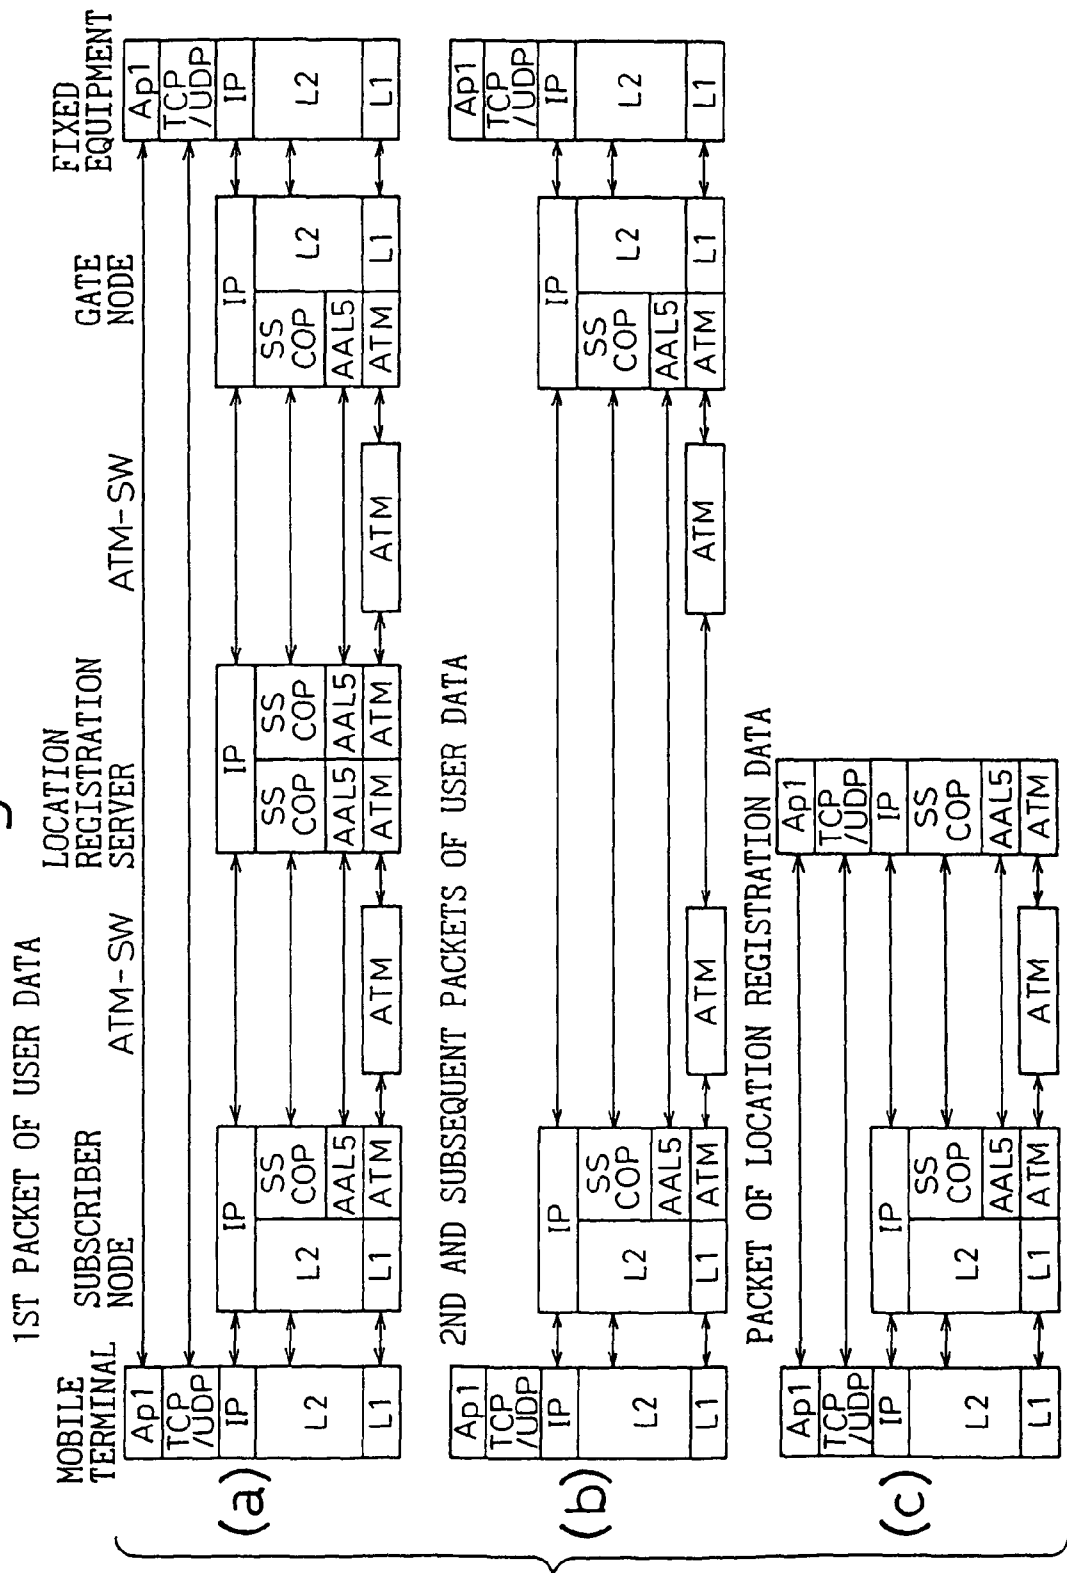 1ST PACKET OF USER DATA
MOBILE
TERMINAL
SUBSCRIBER
NODE
ATM-SW
LOCATION
REGISTRATION
SERVER
ATM-SW
GATE
NODE
FIXED
EQUIPMENT
(a)
Ap1
TCP
/UDP
IP
L2
L1
IP
L2
SS
COP
AAL5
L1
ATM
ATM
IP
SS
COP
SS
COP
AAL5
AAL5
ATM
ATM
ATM
IP
SS
COP
L2
AAL5
ATM
L1
Ap1
TCP
/UDP
IP
L2
L1
2ND AND SUBSEQUENT PACKETS OF USER DATA
(b)
Ap1
TCP
/UDP
IP
L2
L1
IP
L2
SS
COP
AAL5
L1
ATM
ATM
ATM
IP
SS
COP
L2
AAL5
ATM
L1
Ap1
TCP
/UDP
IP
L2
L1
PACKET OF LOCATION REGISTRATION DATA
(c)
Ap1
TCP
/UDP
IP
L2
L1
IP
L2
SS
COP
AAL5
L1
ATM
ATM
Ap1
TCP
/UDP
IP
SS
COP
AAL5
ATM